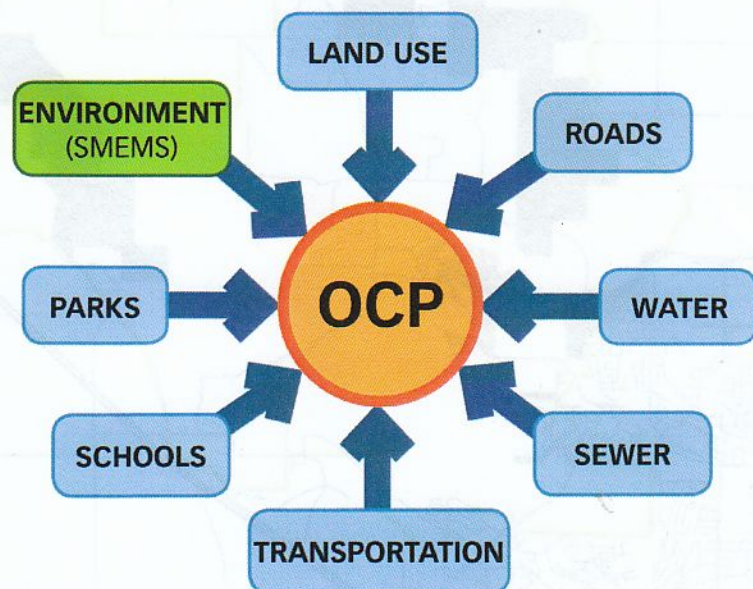 LAND USE
ENVIRONMENT
(SMEMS)
ROADS
PARKS
OCP
WATER
SCHOOLS
SEWER
TRANSPORTATION